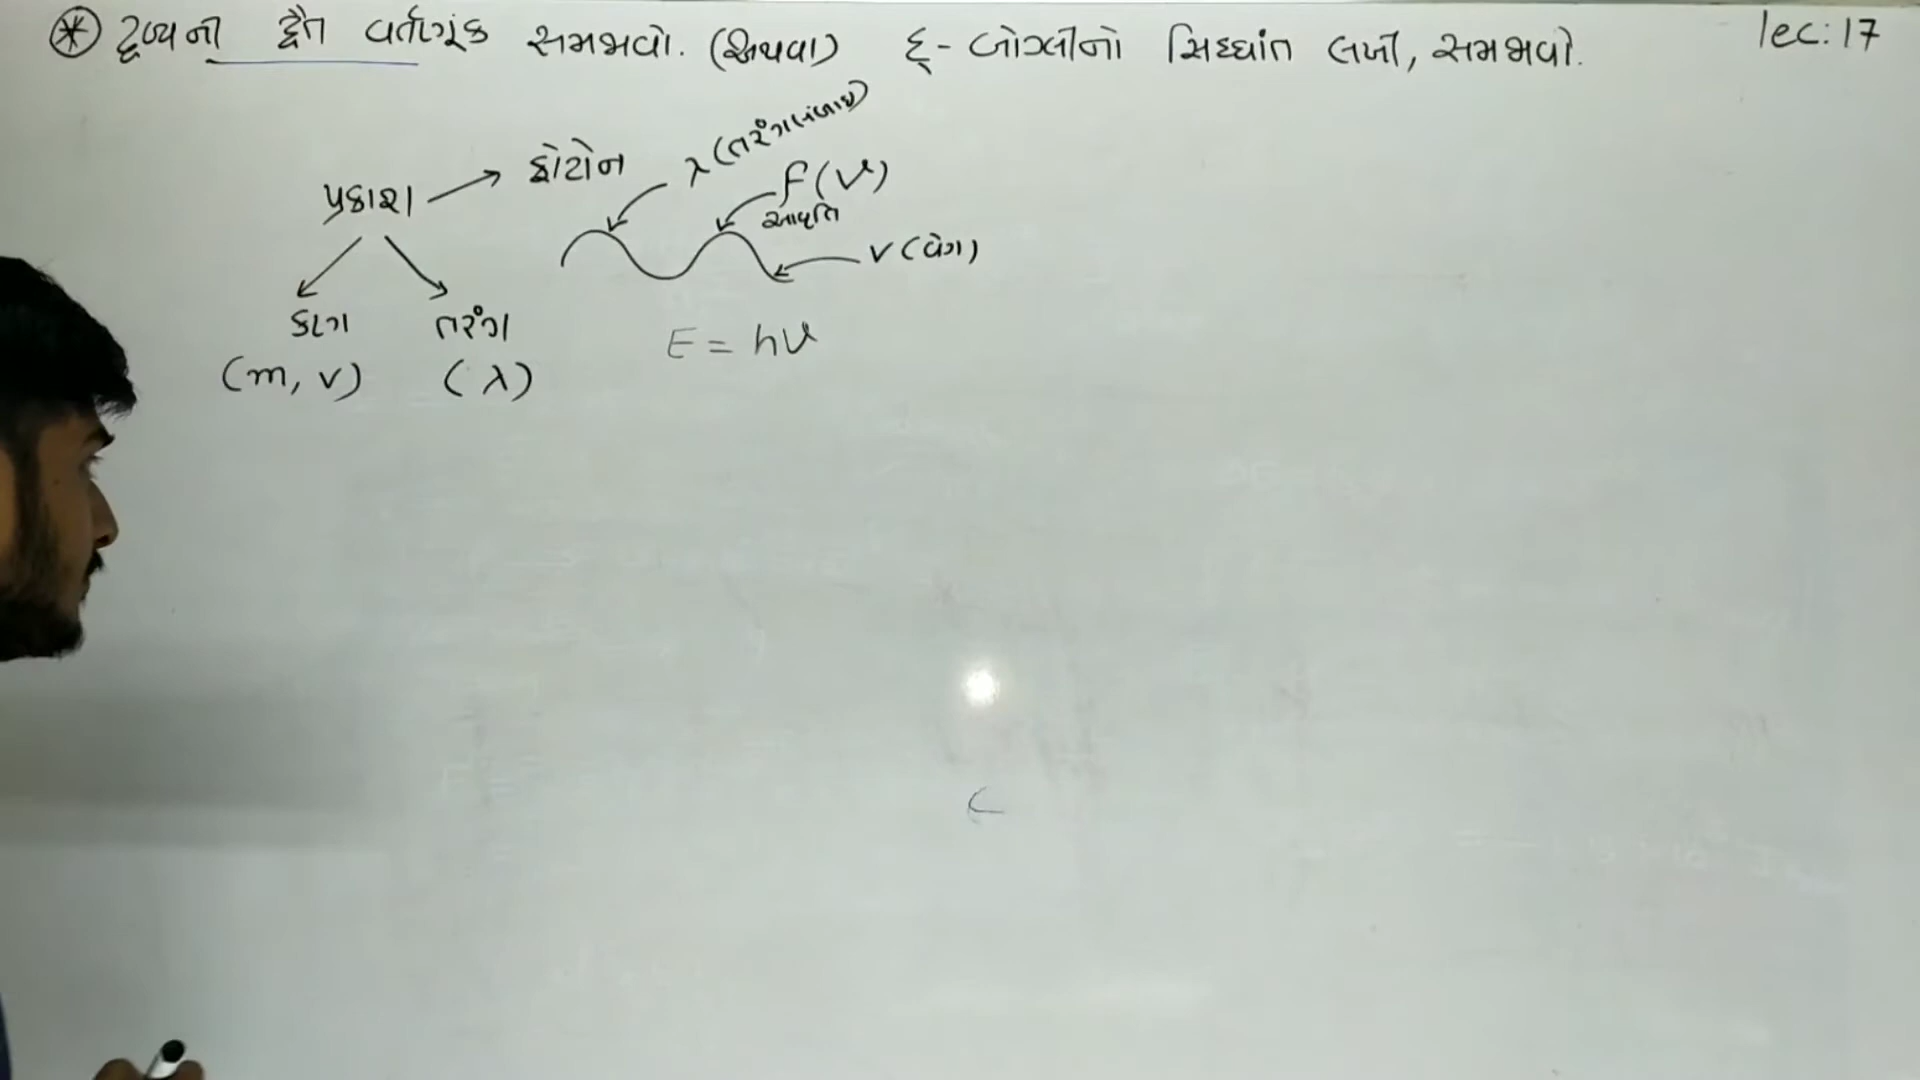 * દ્રવ્યની દ્વૈત વર્તણૂંક સમજાવો. (અથવા) દ્-બ્રોગ્લીનો સિધ્ધાંત લખી, સમજાવો. lec:17
પ્રકાશ → ફોટોન
λ (તરંગલંબાઇ)
f(ν)
આવૃતિ
v (વેગ)
કણ તરંગ
(m, v) (λ)
E = hν